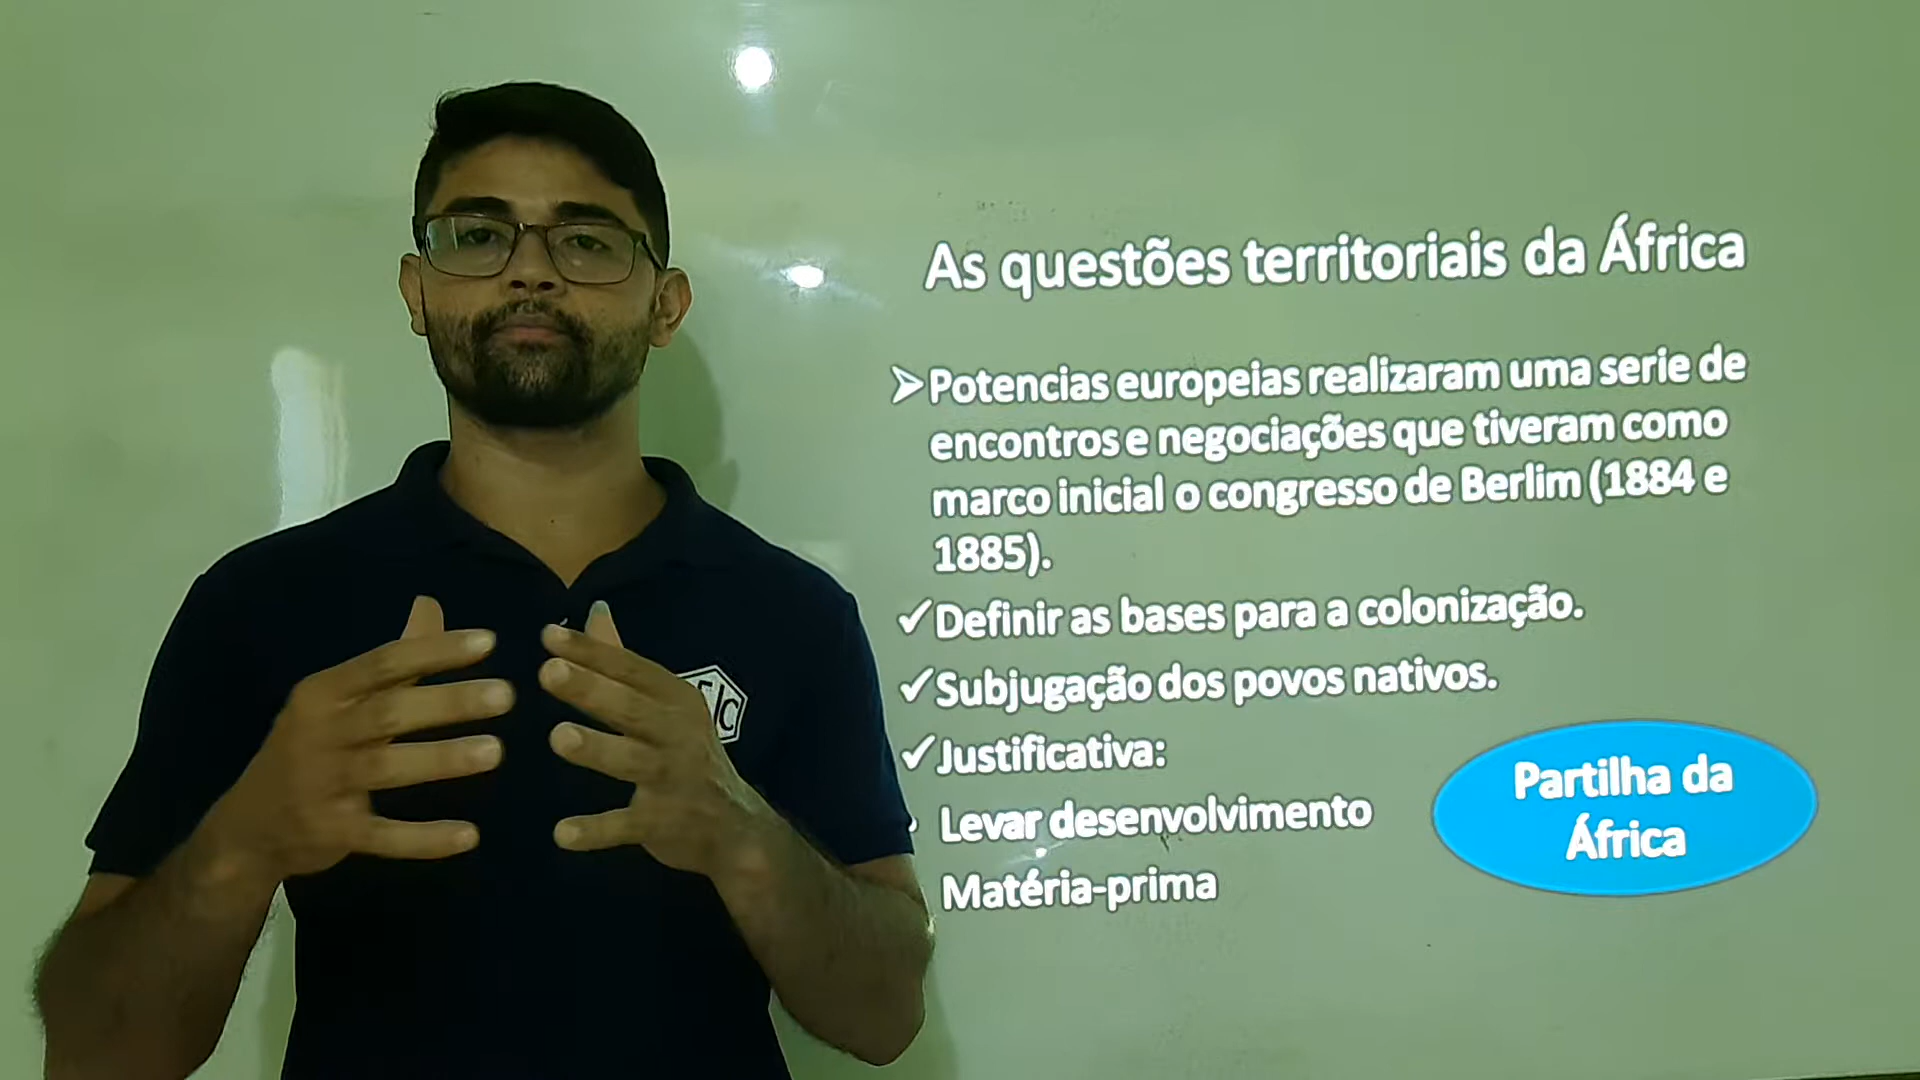 As questões territoriais da África
➤Potencias europeias realizaram uma serie de
encontros e negociações que tiveram como
marco inicial o congresso de Berlim (1884 e
1885).
✓Definir as bases para a colonização.
✓Subjugação dos povos nativos.
✓Justificativa:
• Levar desenvolvimento
Matéria-prima
Partilha da
África